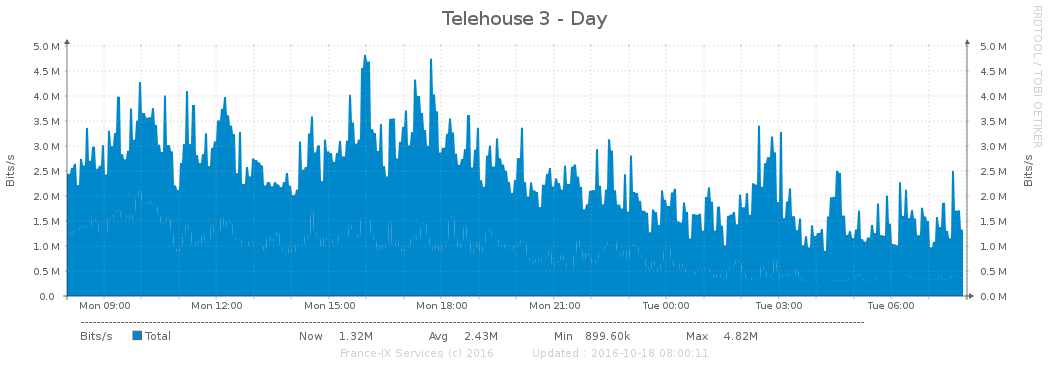 Telehouse 3 - Day
RRDTOOL / TOBI OETIKER
Bits/s
5.0 M 5.0 M
4.5 M 4.5 M
4.0 M 4.0 M
3.5 M 3.5 M
3.0 M 3.0 M
2.5 M 2.5 M
2.0 M 2.0 M
1.5 M 1.5 M
1.0 M 1.0 M
0.5 M 0.5 M
0.0 0.0 M
Bits/s
Mon 09:00 Mon 12:00 Mon 15:00 Mon 18:00 Mon 21:00 Tue 00:00 Tue 03:00 Tue 06:00
Bits/s Total Now 1.32M Avg 2.43M Min 899.60k Max 4.82M
France-IX Services (c) 2016 Updated : 2016-10-18 08:00:11